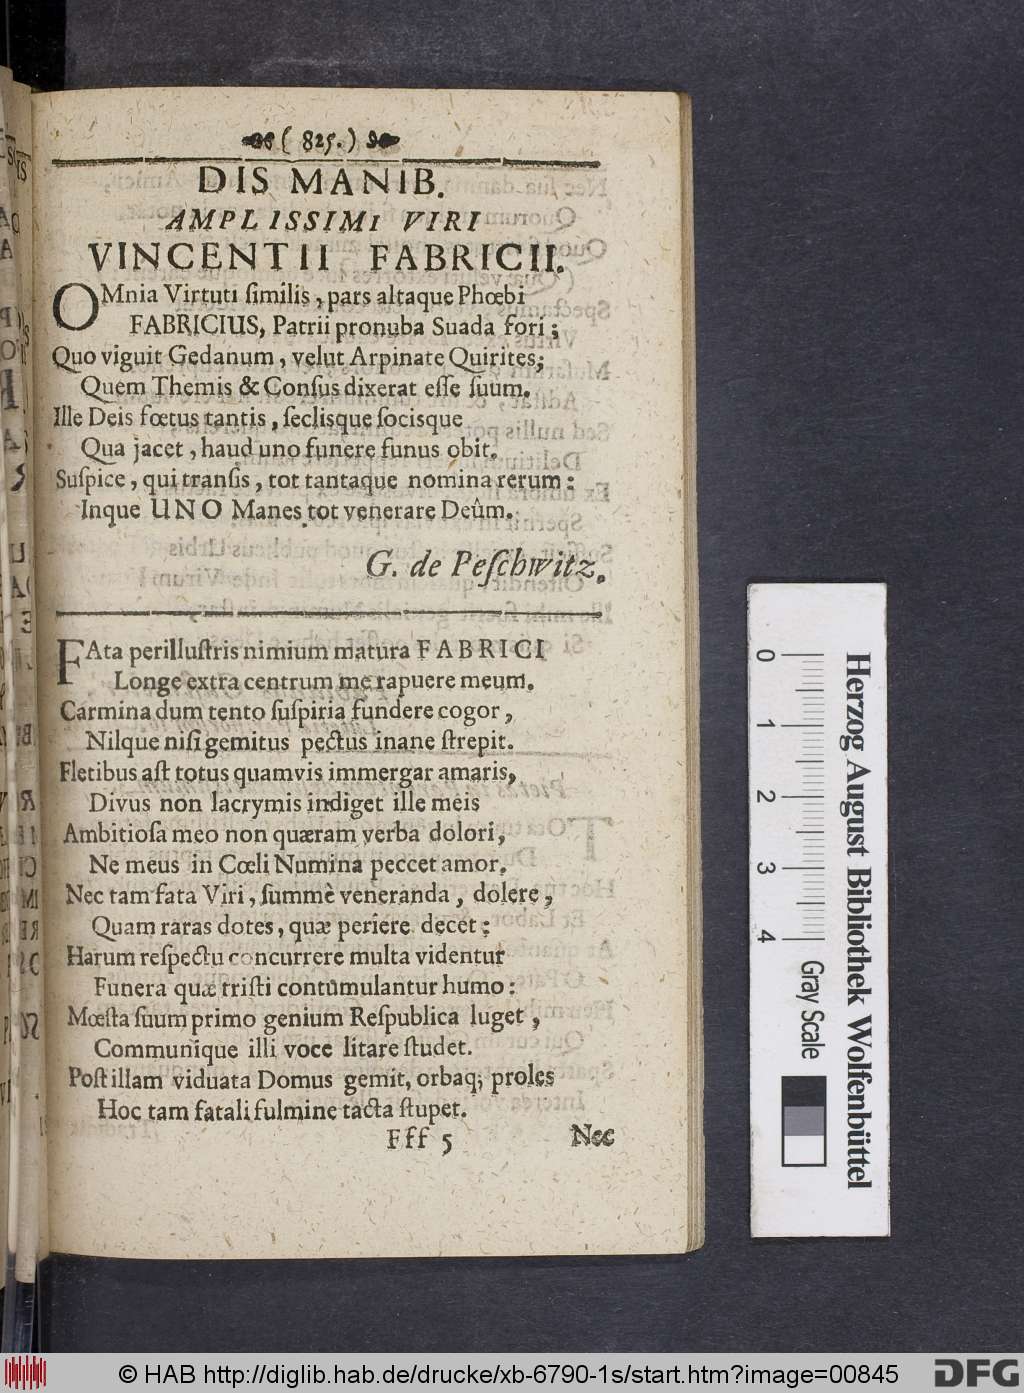 ( 825. )
DIS MANIB.
AMPLISSIMI VIRI
VINCENTII FABRICII.
OMnia Virtuti ſimilis, pars altaque Phœbi
FABRICIUS, Patrii pronuba Suada fori;
Quo viguit Gedanum, velut Arpinate Quirites;
Quem Themis & Conſus dixerat eſſe ſuum.
Ille Deis fœtus tantis, ſeclisque ſocisque
Qua jacet, haud uno funere funus obit.
Suſpice, qui tranſis, tot tantaque nomina rerum:
Inque UNO Manes tot venerare Deûm.
G. de Peſchwitz.
FAta perilluſtris nimium matura FABRICI
Longe extra centrum me rapuere meum.
Carmina dum tento ſuſpiria fundere cogor,
Nilque niſi gemitus pectus inane ſtrepit.
Fletibus aſt totus quamvis immergar amaris,
Divus non lacrymis indiget ille meis
Ambitioſa meo non quæram verba dolori,
Ne meus in Cœli Numina peccet amor.
Nec tam fata Viri, ſummè veneranda, dolere,
Quam raras dotes, quæ periere decet;
Harum reſpectu concurrere multa videntur
Funera quæ triſti contumulantur humo:
Mœſta ſuum primo genium Reſpublica luget,
Communique illi voce litare ſtudet.
Poſt illam viduata Domus gemit, orbaq; proles
Hoc tam fatali fulmine tacta ſtupet.
Fff 5 Nec
0 1 2 3 4 Gray Scale
Herzog August Bibliothek Wolfenbüttel
© HAB http://diglib.hab.de/drucke/xb-6790-1s/start.htm?image=00845
DFG